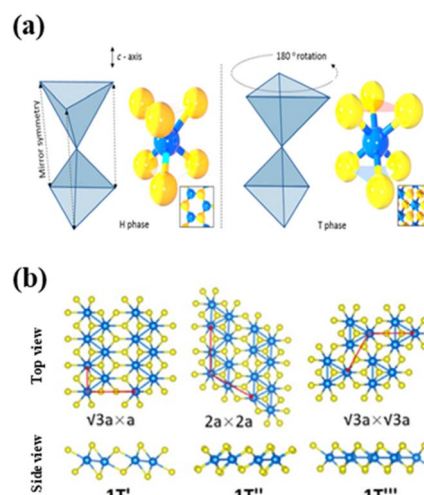 (a)
c - axis
180 º rotation
Mirror symmetry
H phase
T phase
(b)
Top view
√3a×a
2a×2a
√3a×√3a
Side view
1T'
1T''
1T'''